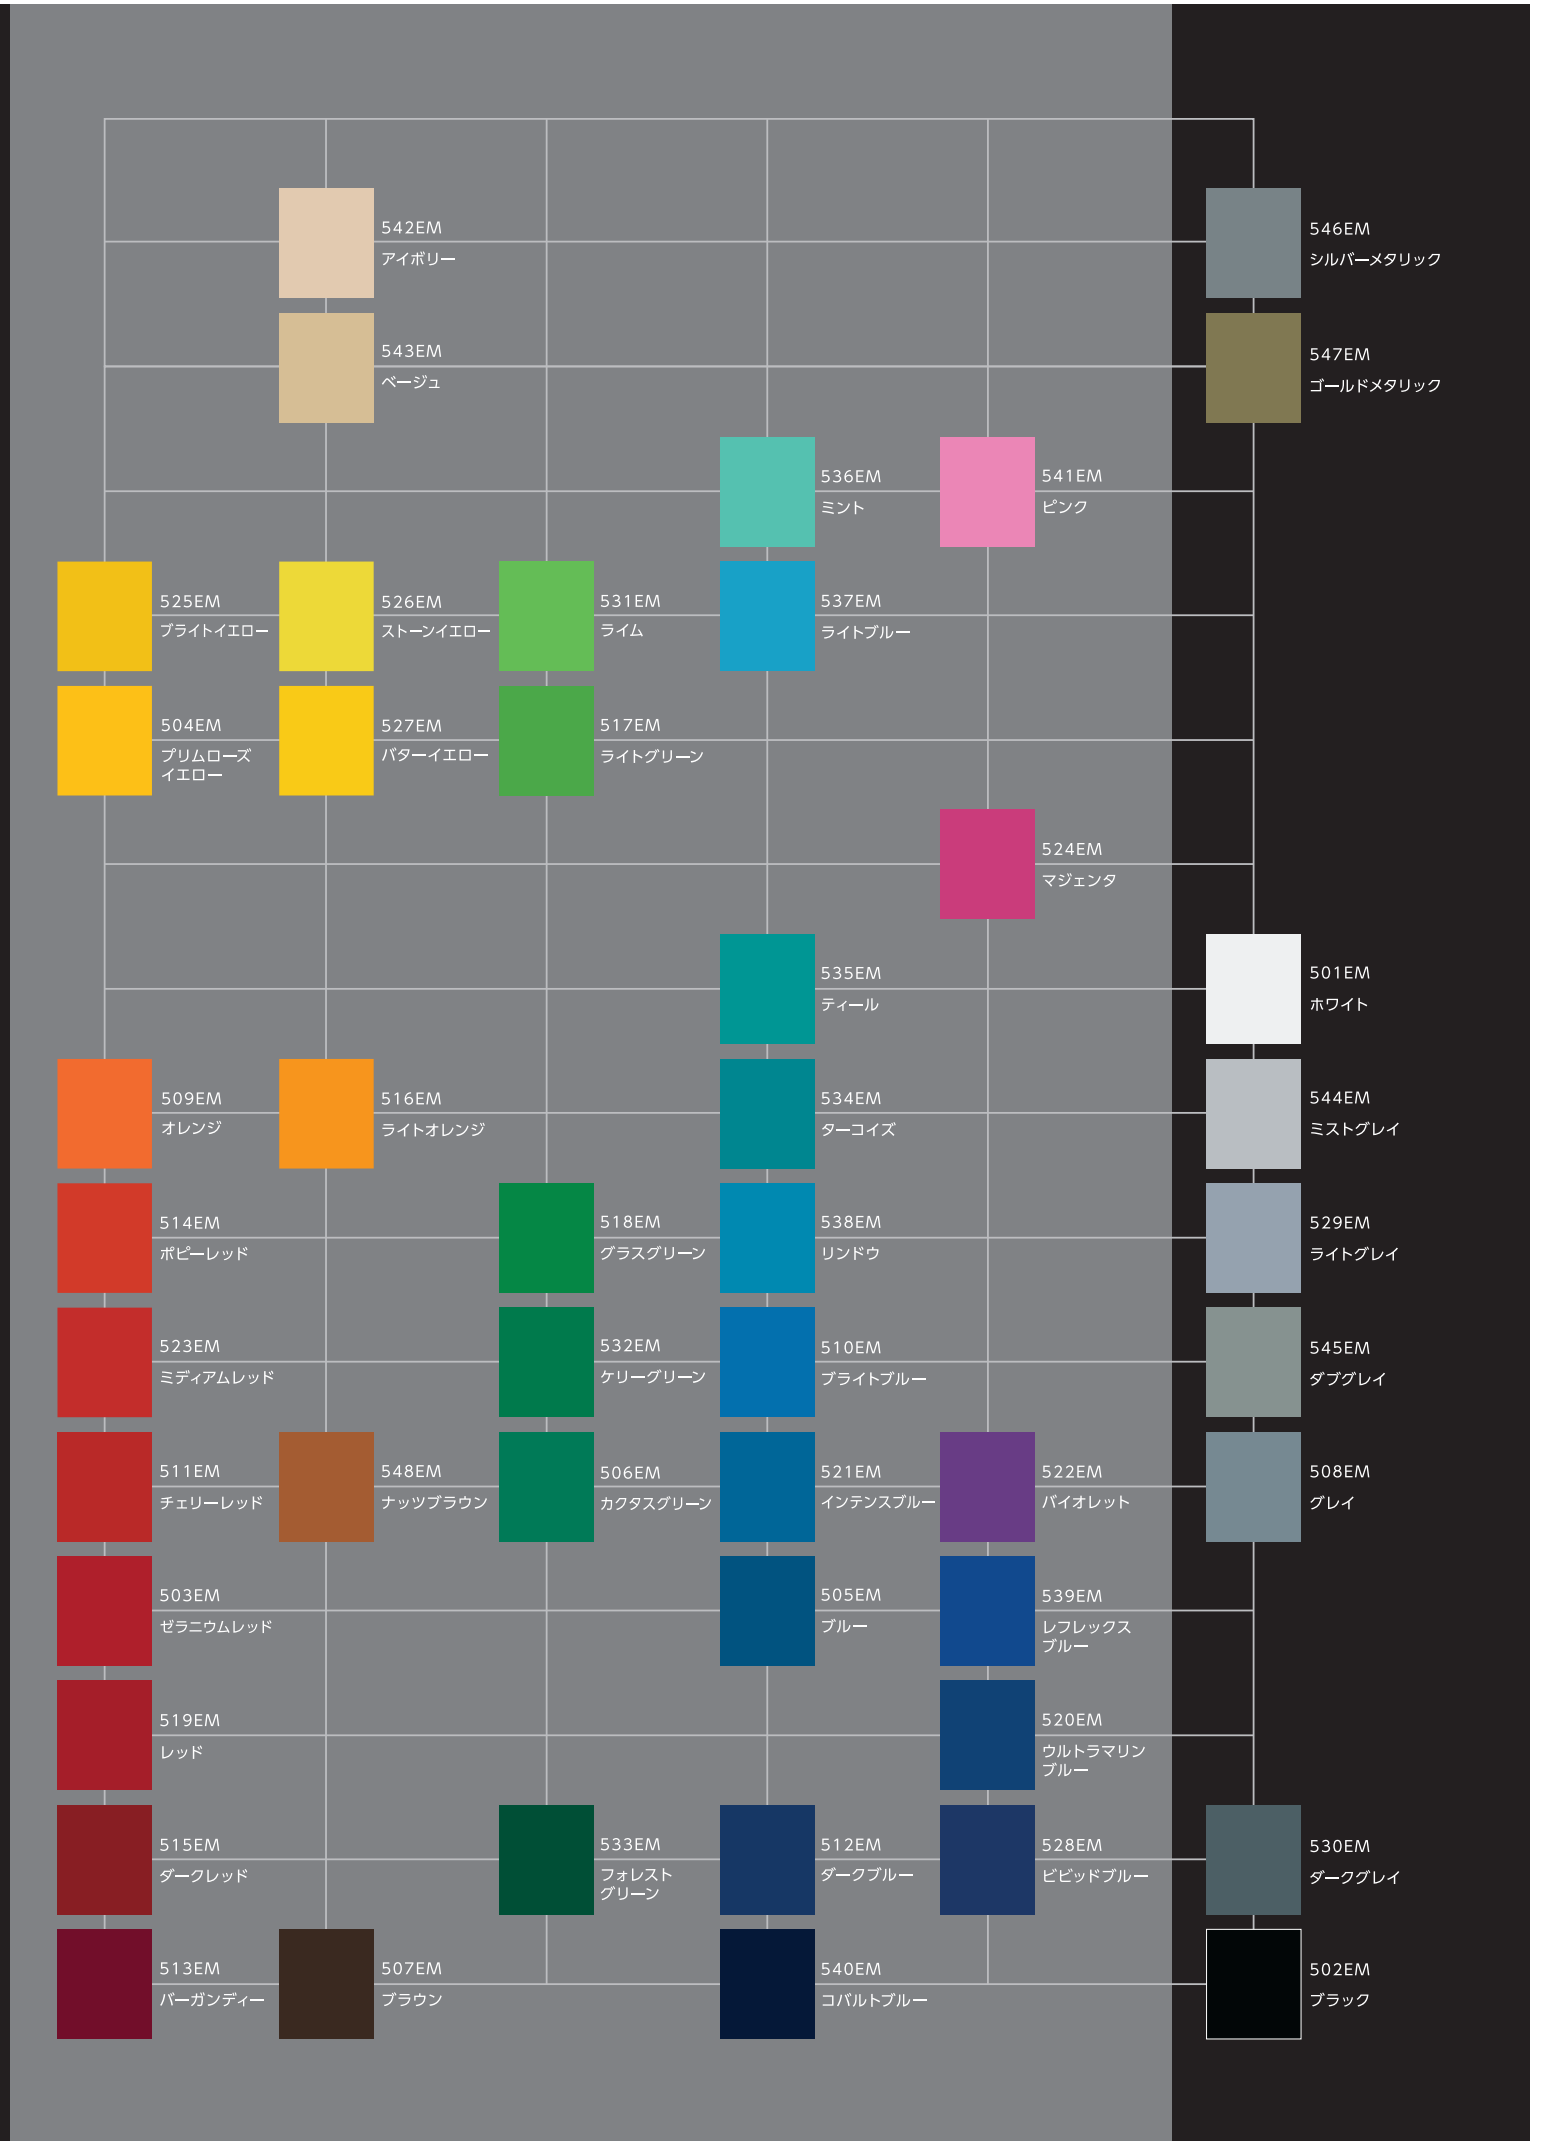 542EM
アイボリー
546EM
シルバーメタリック
543EM
ベージュ
547EM
ゴールドメタリック
536EM
ミント
541EM
ピンク
525EM
ブライトイエロー
526EM
ストーンイエロー
531EM
ライム
537EM
ライトブルー
504EM
プリムローズ
イエロー
527EM
バターイエロー
517EM
ライトグリーン
524EM
マジェンタ
535EM
ティール
501EM
ホワイト
509EM
オレンジ
516EM
ライトオレンジ
534EM
ターコイズ
544EM
ミストグレイ
514EM
ポピーレッド
518EM
グラスグリーン
538EM
リンドウ
529EM
ライトグレイ
523EM
ミディアムレッド
532EM
ケリーグリーン
510EM
ブライトブルー
545EM
ダブグレイ
511EM
チェリーレッド
548EM
ナッツブラウン
506EM
カクタスグリーン
521EM
インテンスブルー
522EM
バイオレット
508EM
グレイ
503EM
ゼラニウムレッド
505EM
ブルー
539EM
レフレックス
ブルー
519EM
レッド
520EM
ウルトラマリン
ブルー
515EM
ダークレッド
533EM
フォレスト
グリーン
512EM
ダークブルー
528EM
ビビッドブルー
530EM
ダークグレイ
513EM
バーガンディー
507EM
ブラウン
540EM
コバルトブルー
502EM
ブラック